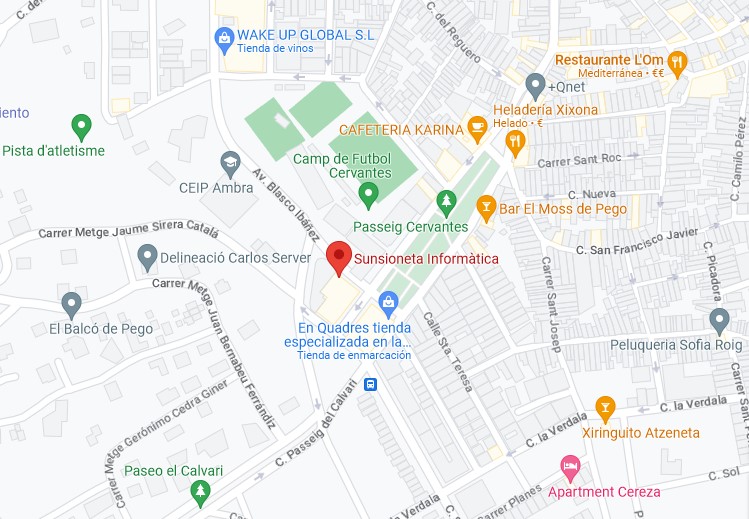 WAKE UP GLOBAL S.L
Tienda de vinos
C. del Reguero
Restaurante L'Om
Mediterránea • €€
+Qnet
Heladería Xixona
Helado • €
iento
Pista d'atletisme
CAFETERIA KARINA
Camp de Futbol
Cervantes
CEIP Ambra
Av. Blasco Ibáñez
Carrer Sant Roc
C. Camilo Pérez
C. Nueva
Passeig Cervantes
Bar El Moss de Pego
Carrer Metge Jaume Sirera Catalá
C. San Francisco Javier
Delineació Carlos Server
Sunsioneta Informàtica
C. Picadora
Carrer Sant Josep
Carrer Metge Juan Bernabeu Ferrándiz
El Balcó de Pego
En Quadres tienda
especializada en la...
Tienda de enmarcación
Calle Sta. Teresa
Peluqueria Sofia Roig
Carrer Metge Gerónimo Cedra Giner
C. Passeig del Calvari
Carrer Sant P
C. la Verdala
Xiringuito Atzeneta
C. la Verdala
Paseo el Calvari
Verdala
Carrer Planes
Apartment Cereza
C. Sol